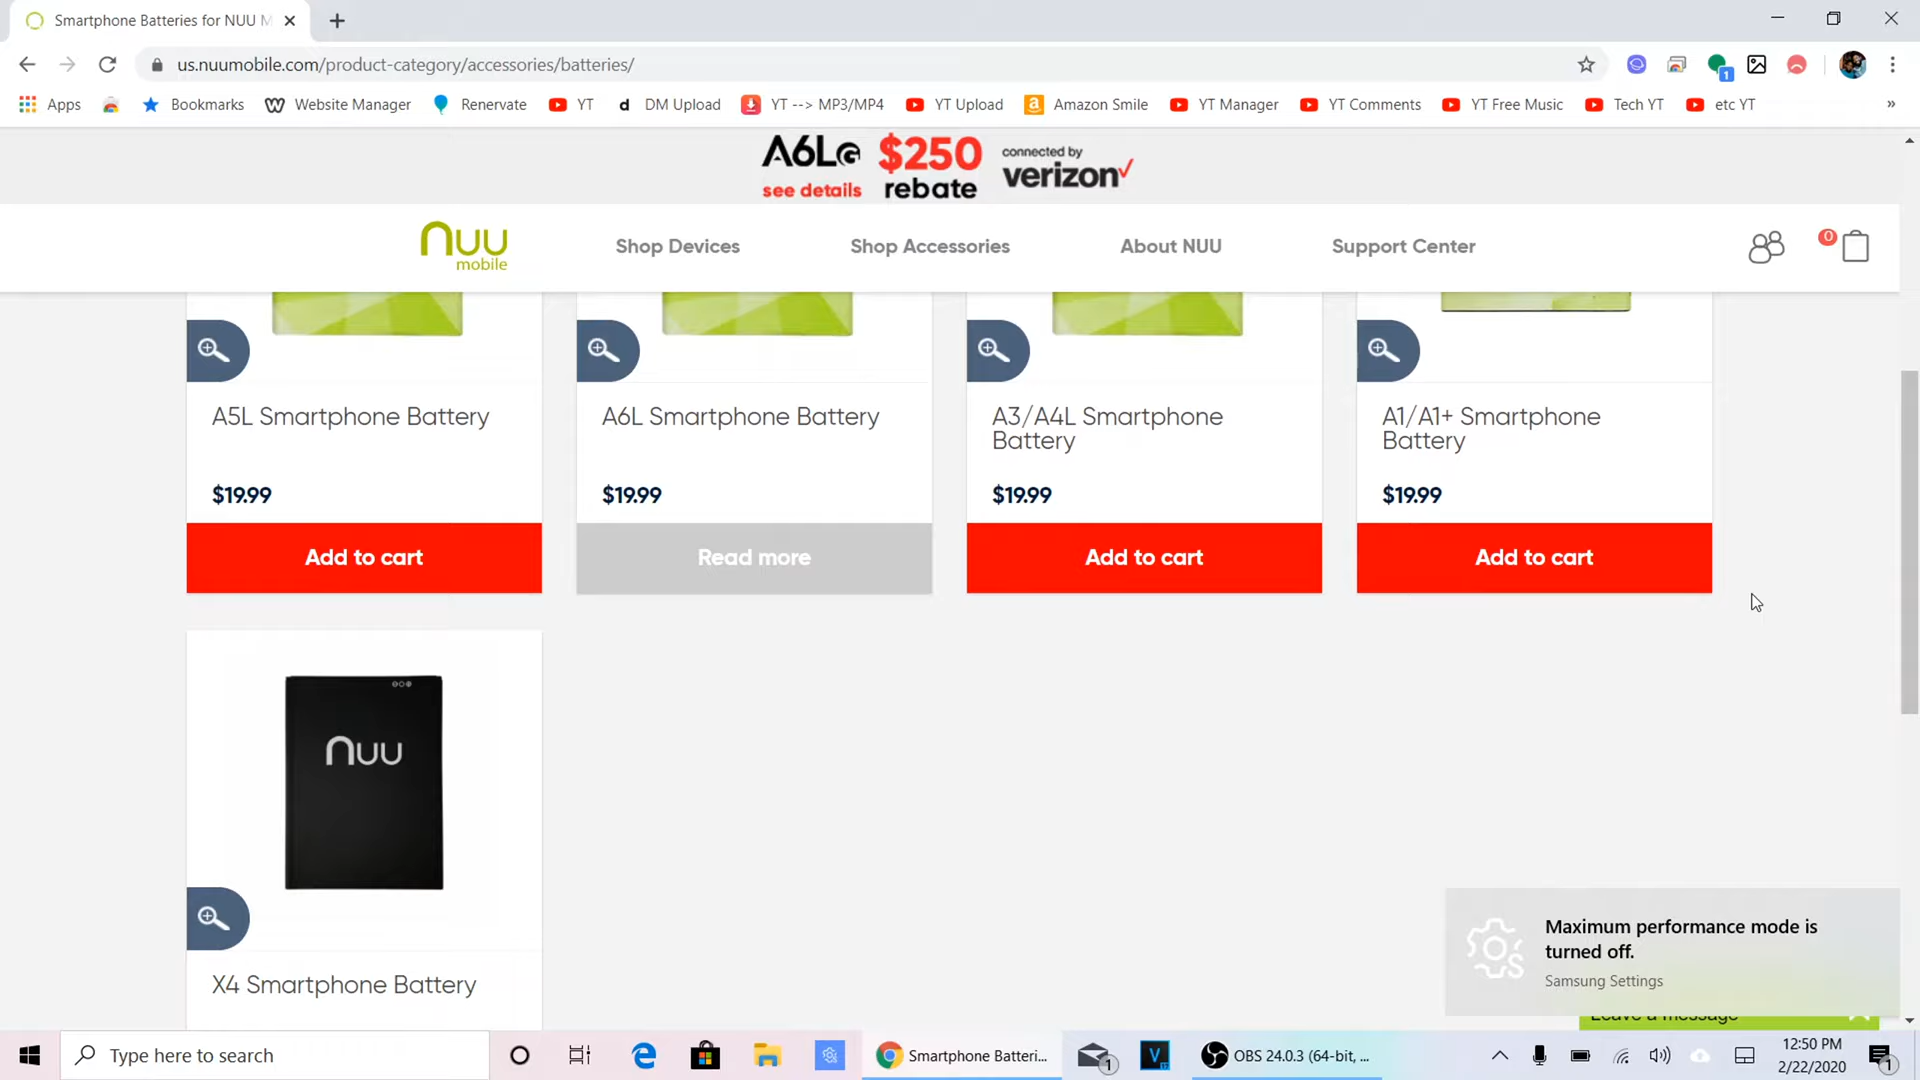 Smartphone Batteries for NUU M
us.nuumobile.com/product-category/accessories/batteries/
1
Apps
Bookmarks
Website Manager
Renervate
YT
d
DM Upload
YT --> MP3/MP4
YT Upload
Amazon Smile
YT Manager
YT Comments
YT Free Music
Tech YT
etc YT
»
A6L
see details
$250
rebate
connected by
verizon
nuu
mobile
Shop Devices
Shop Accessories
About NUU
Support Center
0
A5L Smartphone Battery
$19.99
Add to cart
A6L Smartphone Battery
$19.99
Read more
A3/A4L Smartphone
Battery
$19.99
Add to cart
A1/A1+ Smartphone
Battery
$19.99
Add to cart
nuu
X4 Smartphone Battery
Maximum performance mode is
turned off.
Samsung Settings
Leave a message
Type here to search
Smartphone Batteri...
1
V
OBS 24.0.3 (64-bit, ...
12:50 PM
2/22/2020
1